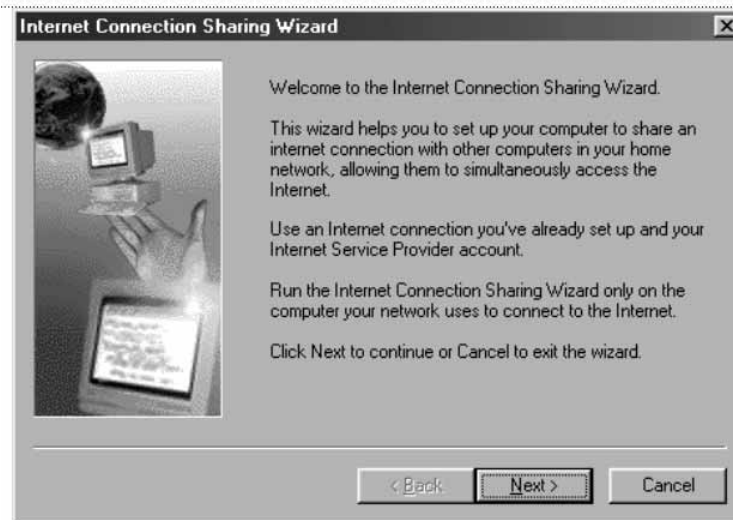 Internet Connection Sharing Wizard
Welcome to the Internet Connection Sharing Wizard.
This wizard helps you to set up your computer to share an
internet connection with other computers in your home
network, allowing them to simultaneously access the
Internet.
Use an Internet connection you've already set up and your
Internet Service Provider account.
Run the Internet Connection Sharing Wizard only on the
computer your network uses to connect to the Internet.
Click Next to continue or Cancel to exit the wizard.
< Back Next > Cancel